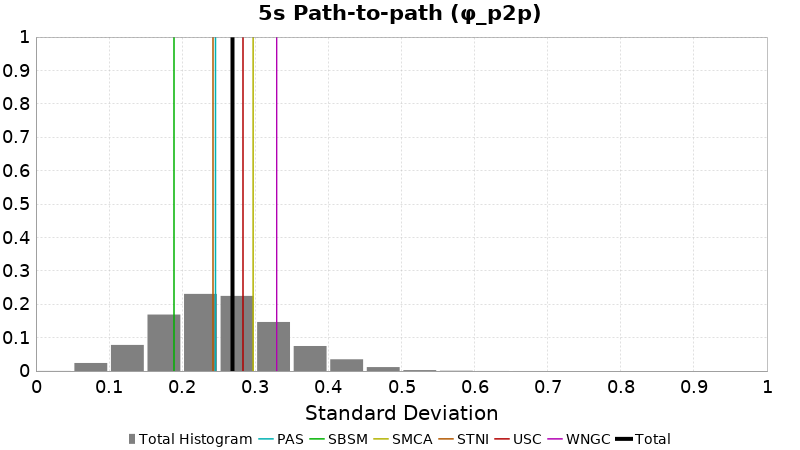 5s Path-to-path (φ_p2p)
1
0.9
0.8
0.7
0.6
0.5
0.4
0.3
0.2
0.1
0
0 0.1 0.2 0.3 0.4 0.5 0.6 0.7 0.8 0.9 1
Standard Deviation
Total Histogram PAS SBSM SMCA STNI USC WNGC Total